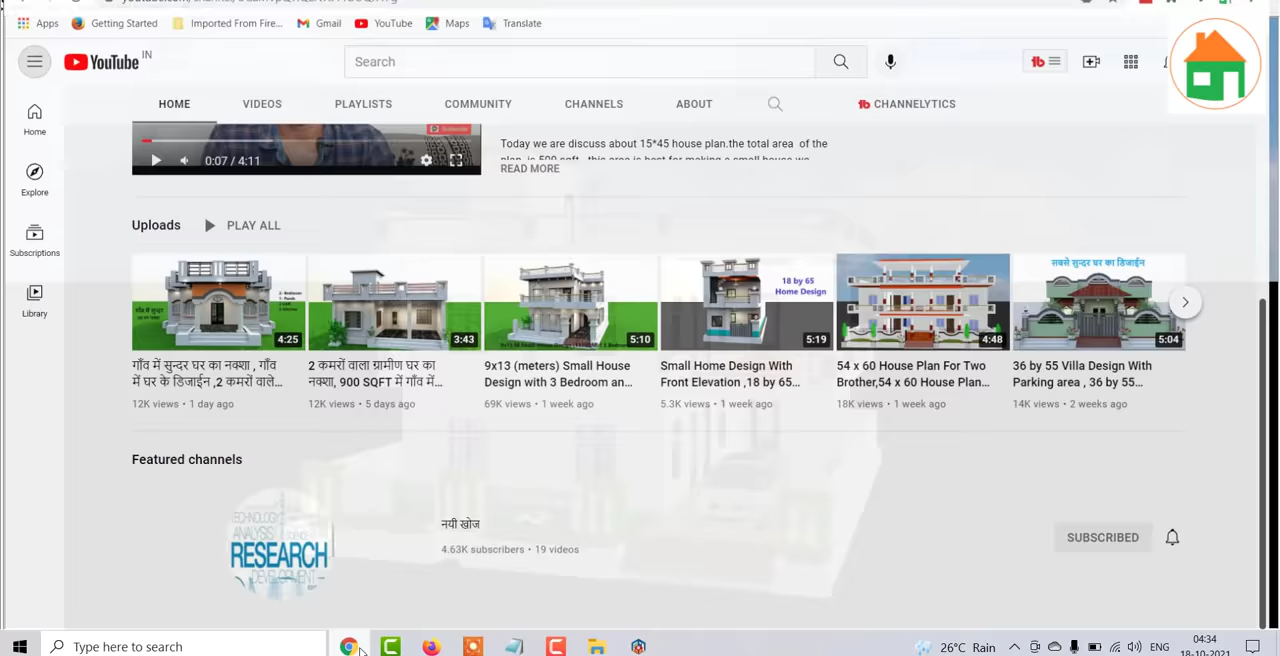 Apps
Getting Started
Imported From Fire...
Gmail
YouTube
Maps
Translate
YouTube IN
Search
Home
Explore
Subscriptions
Library
HOME
VIDEOS
PLAYLISTS
COMMUNITY
CHANNELS
ABOUT
CHANNELYTICS
0:07 / 4:11
Today we are discuss about 15*45 house plan.the total area of the
READ MORE
Uploads
PLAY ALL
4:25
3:43
5:10
18 by 65
Home Design
5:19
4:48
सबसे सुन्दर घर का डिजाईन
5:04
गाँव में सुन्दर घर का नक्शा , गाँव
में घर के डिजाईन ,2 कमरों वाले...
12K views • 1 day ago
2 कमरों वाला ग्रामीण घर का
नक्शा, 900 SQFT में गाँव में...
12K views • 5 days ago
9x13 (meters) Small House
Design with 3 Bedroom an...
69K views • 1 week ago
Small Home Design With
Front Elevation ,18 by 65...
5.3K views • 1 week ago
54 x 60 House Plan For Two
Brother,54 x 60 House Plan...
18K views • 1 week ago
36 by 55 Villa Design With
Parking area , 36 by 55...
14K views • 2 weeks ago
Featured channels
TECHNOLOGY
ANALYSIS
RESEARCH
DEVELOPMENT
नयी खोज
4.63K subscribers • 19 videos
SUBSCRIBED
Type here to search
26°C Rain
ENG
04:34
18-10-2021